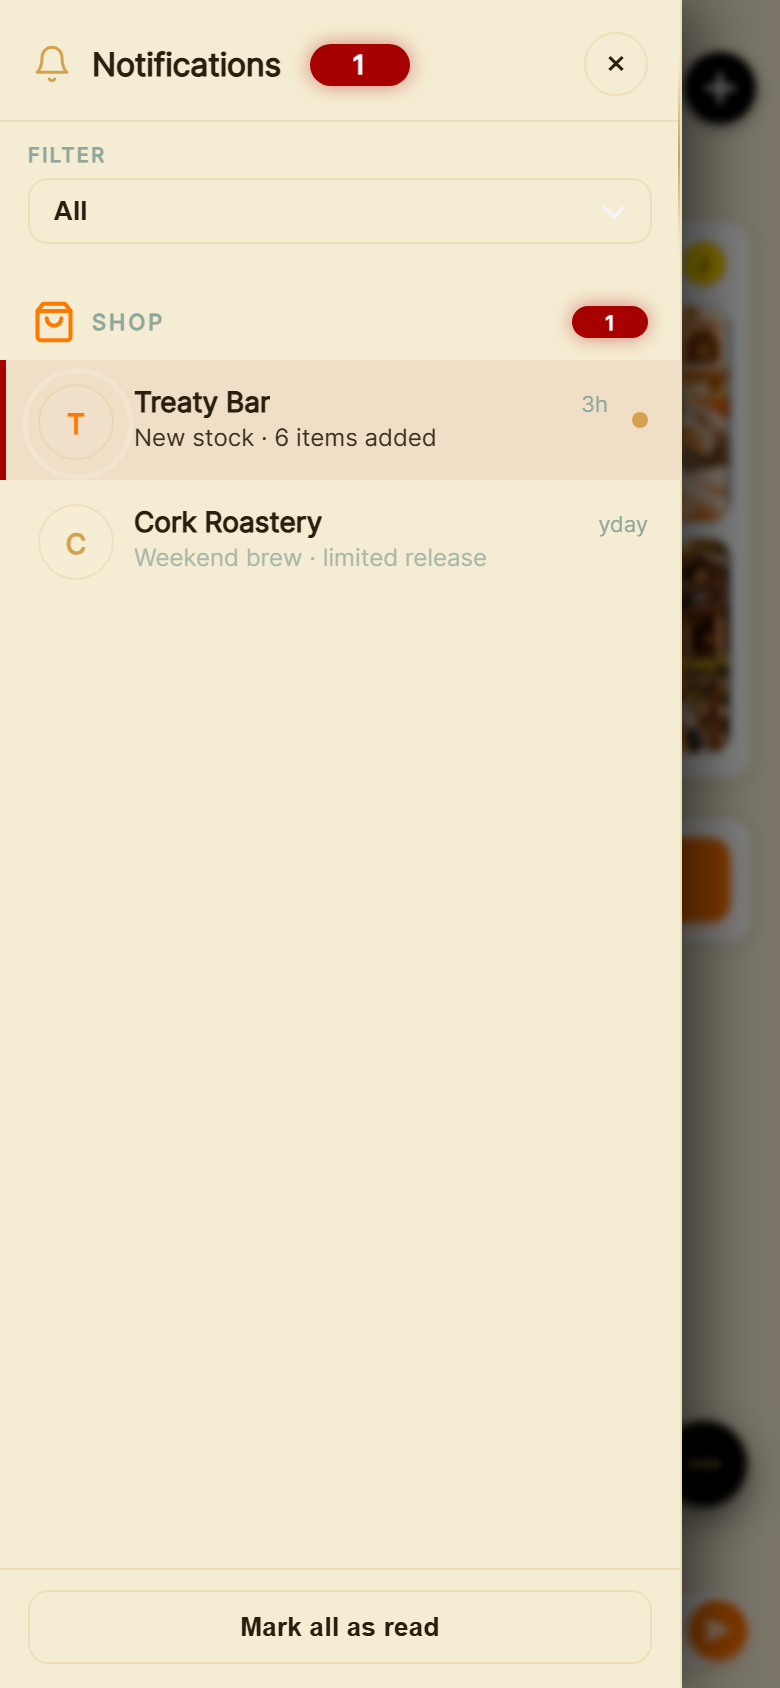 Notifications 1 ✕
FILTER
All
SHOP 1
T Treaty Bar 3h
New stock · 6 items added
C Cork Roastery yday
Weekend brew · limited release
Mark all as read